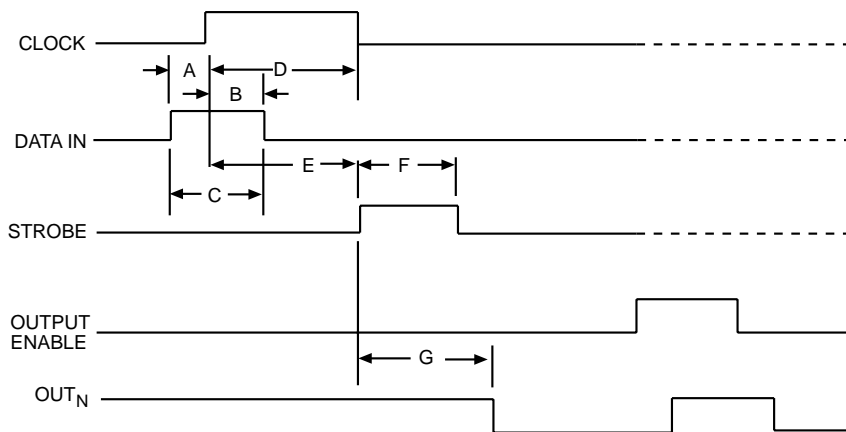 CLOCK
A D
B
DATA IN
E F
C
STROBE
OUTPUT
ENABLE
G
OUTN